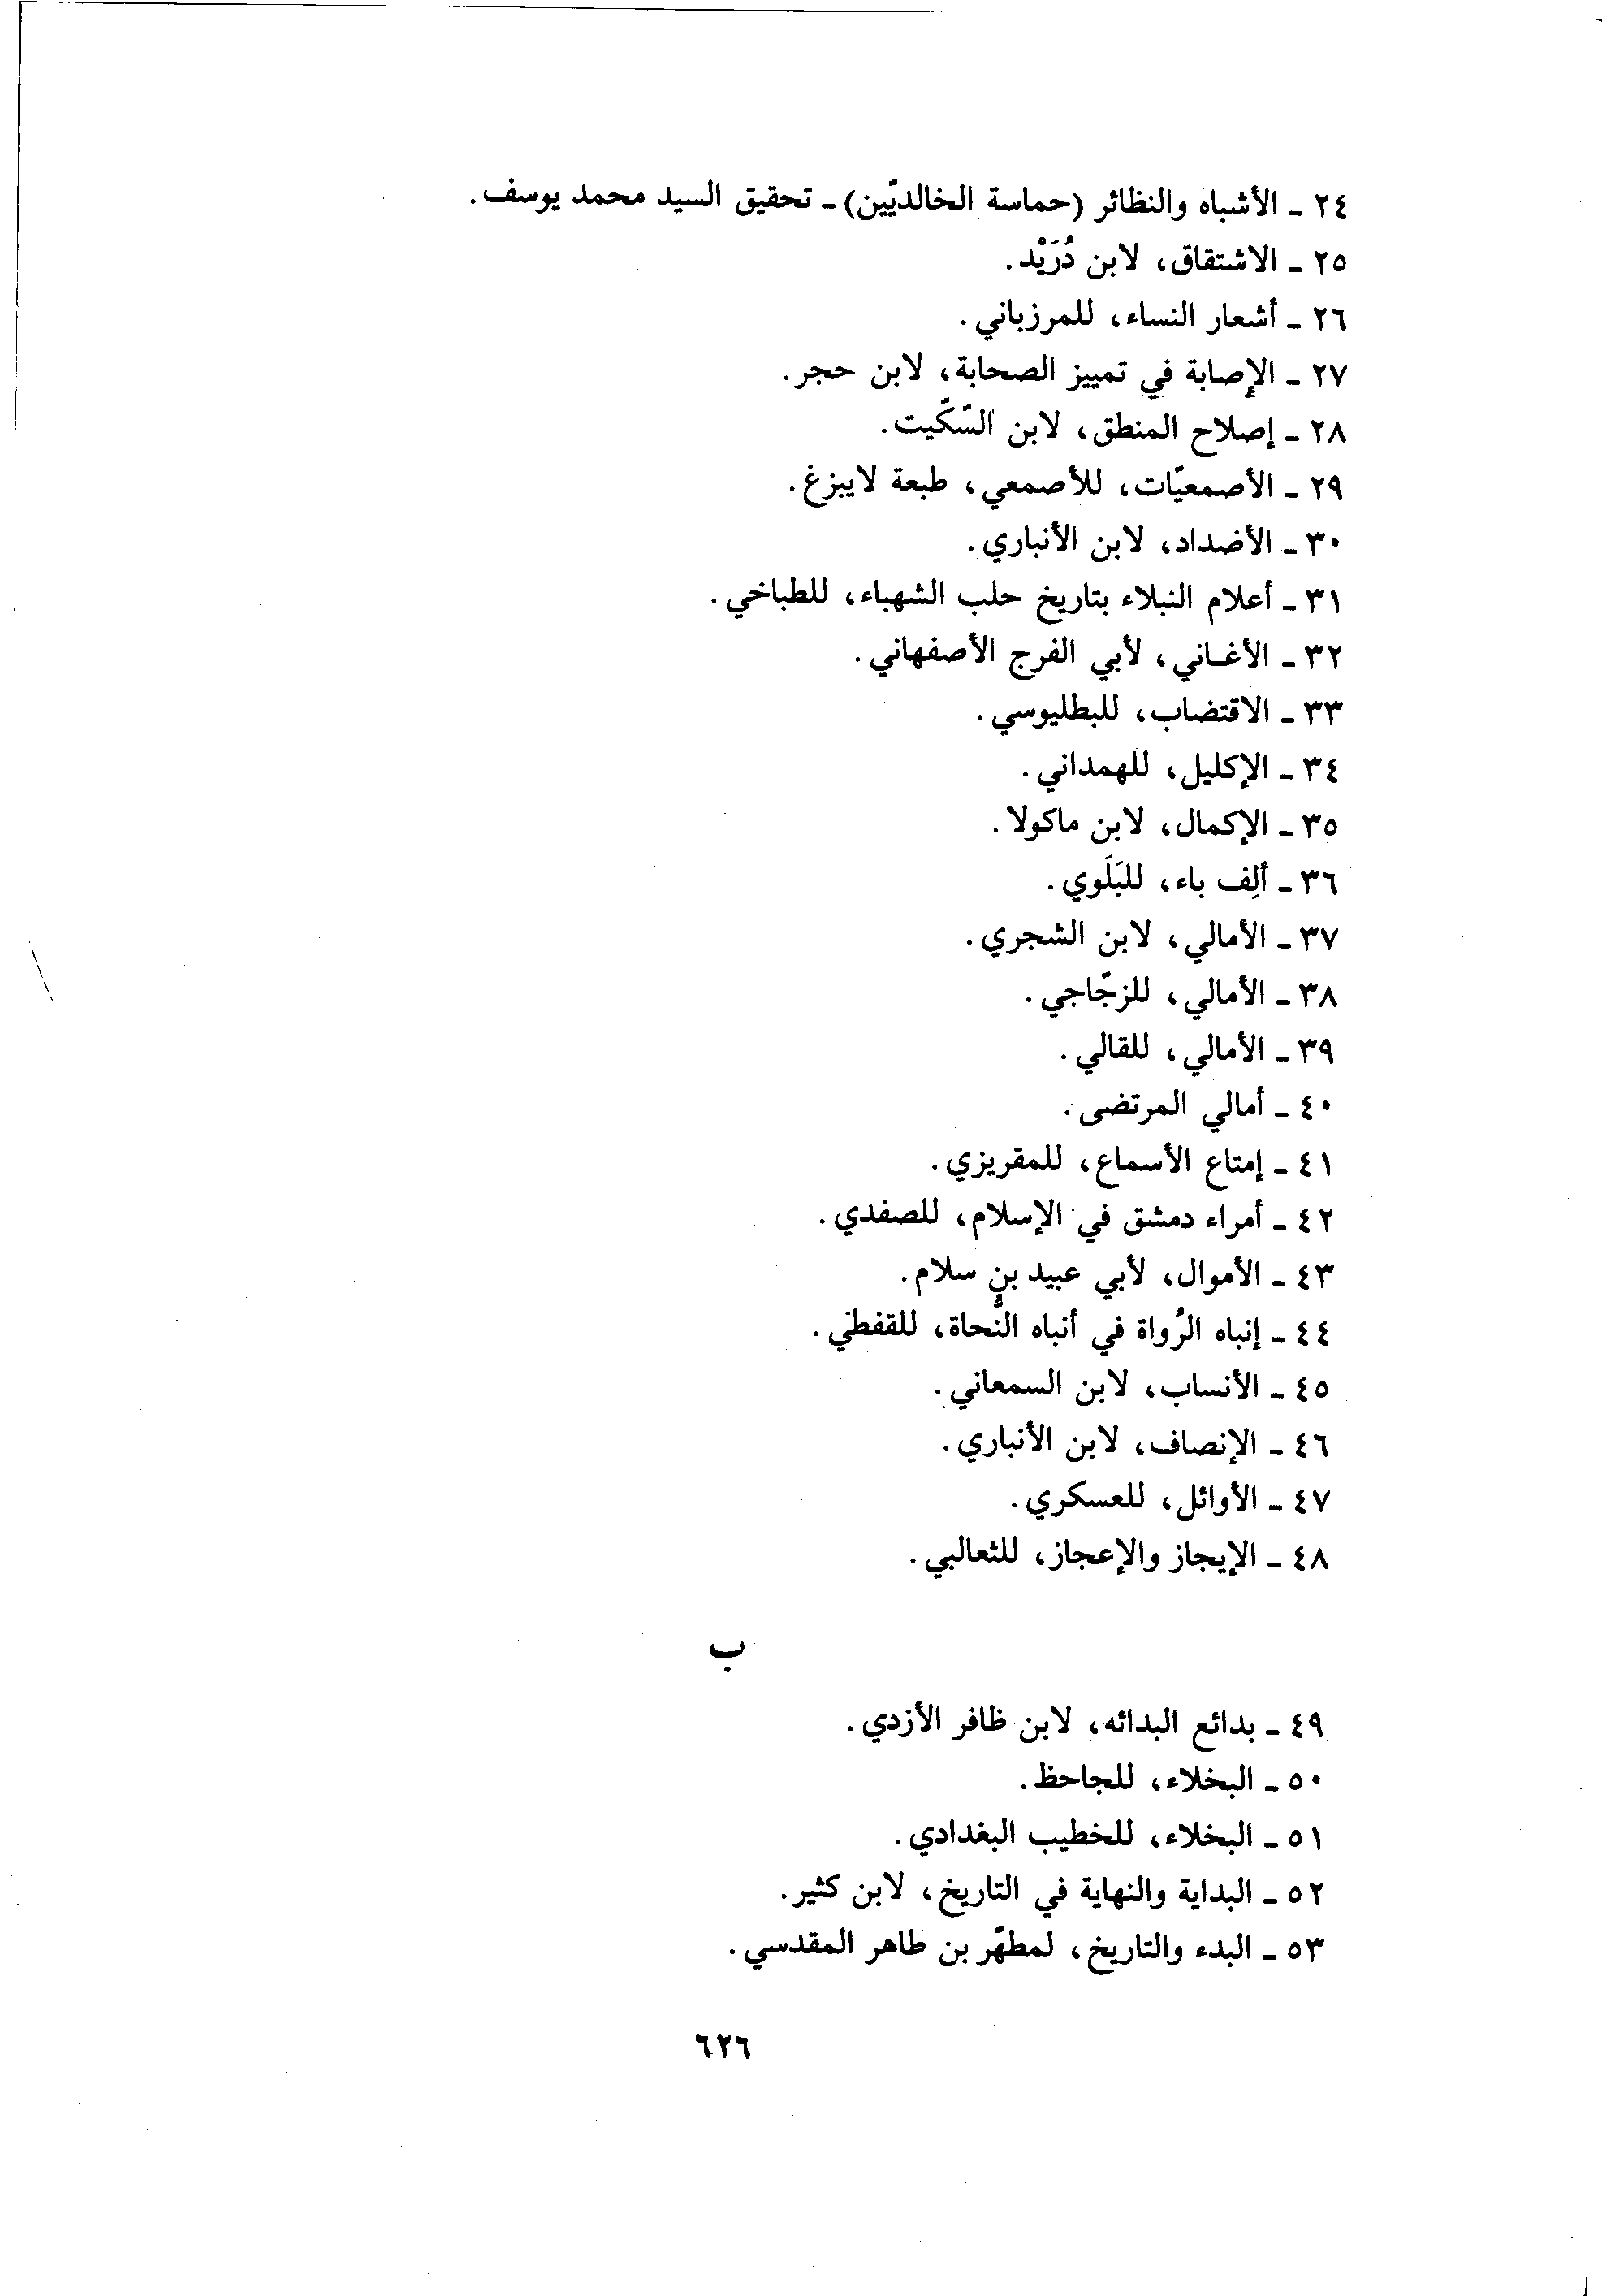 ٢٤ ـ الأشباه والنظائر (حماسة الخالديّين) ـ تحقيق السيد محمد يوسف.
٢٥ ـ الاشتقاق، لابن دُرَيْد.
٢٦ ـ أشعار النساء، للمرزباني.
٢٧ ـ الإصابة في تمييز الصحابة، لابن حجر.
٢٨ ـ إصلاح المنطق، لابن السّكّيت.
٢٩ ـ الأصمعيّات، للأصمعي، طبعة لايبزغ.
٣٠ ـ الأضداد، لابن الأنباري.
٣١ ـ أعلام النبلاء بتاريخ حلب الشهباء، للطباخي.
٣٢ ـ الأغـاني، لأبي الفرج الأصفهاني.
٣٣ ـ الاقتضاب، للبطليوسي.
٣٤ ـ الإكليل، للهمداني.
٣٥ ـ الإكمال، لابن ماكولا.
٣٦ ـ ألِف باء، للبَلَوي.
٣٧ ـ الأمالي، لابن الشجري.
٣٨ ـ الأمالي، للزجّاجي.
٣٩ ـ الأمالي، للقالي.
٤٠ ـ أمالي المرتضى.
٤١ ـ إمتاع الأسماع، للمقريزي.
٤٢ ـ أمراء دمشق في الإسلام، للصفدي.
٤٣ ـ الأموال، لأبي عبيد بن سلام.
٤٤ ـ إنباه الرُواة في أنباه النُّحاة، للقفطي.
٤٥ ـ الأنساب، لابن السمعاني.
٤٦ ـ الإنصاف، لابن الأنباري.
٤٧ ـ الأوائل، للعسكري.
٤٨ ـ الإيجاز والإعجاز، للثعالبي.
ب
٤٩ ـ بدائع البدائه، لابن ظافر الأزدي.
٥٠ ـ البخلاء، للجاحظ.
٥١ ـ البخلاء، للخطيب البغدادي.
٥٢ ـ البداية والنهاية في التاريخ، لابن كثير.
٥٣ ـ البدء والتاريخ، لمطهّر بن طاهر المقدسي.
٦٢٦